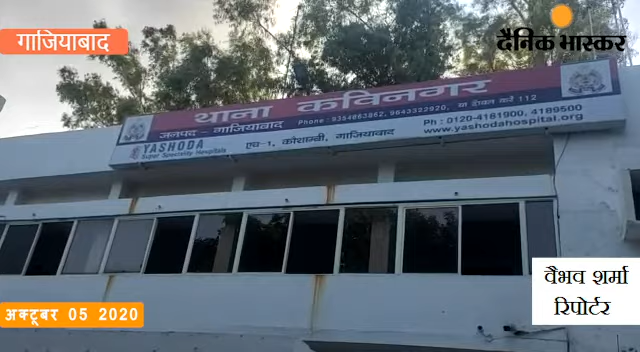 गाजियाबाद
दैनिक भास्कर
थाना कविनगर
जनपद - गाजियाबाद Phone : 9354863862, 9643322920, या डायल करें 112
YASHODA
Super Speciality Hospitals
एच-1, कौशाम्बी, गाजियाबाद
Ph : 0120-4181900, 4189500
www.yashodahospital.org
वैभव शर्मा
रिपोर्टर
अक्टूबर 05 2020